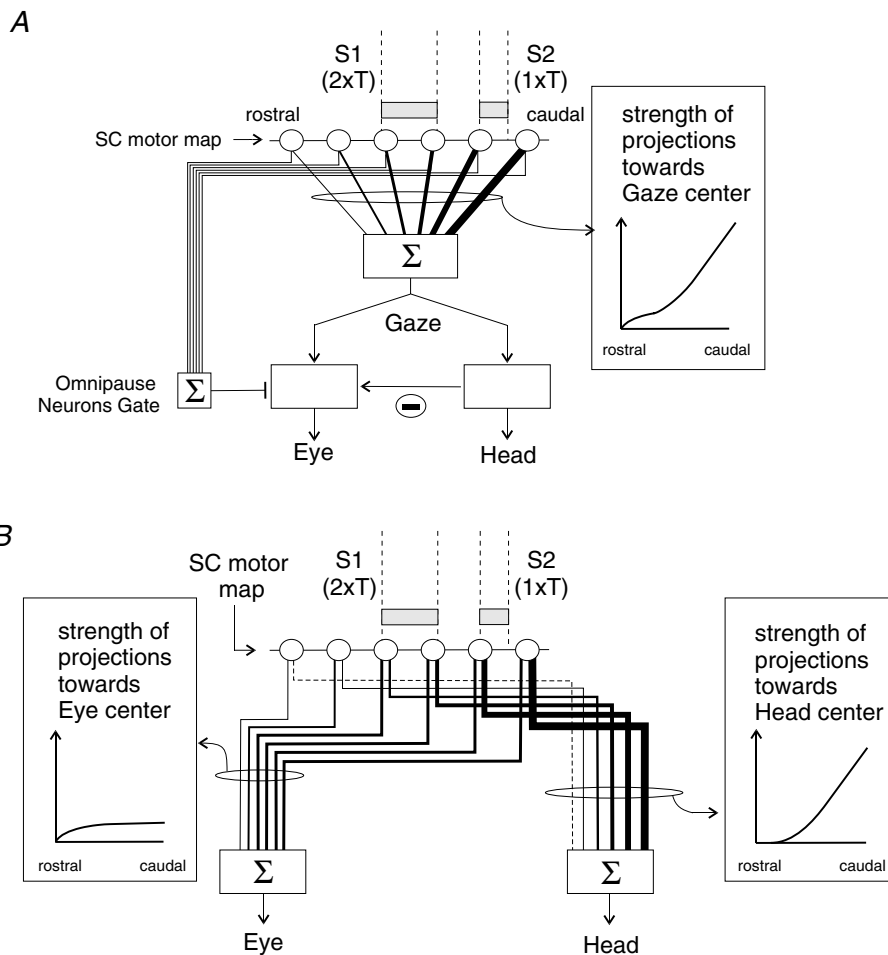 A
S1
(2xT)
S2
(1xT)
rostral
caudal
SC motor map
strength of
projections
towards
Gaze center
rostral
caudal
Σ
Gaze
Omnipause
Neurons Gate
Σ
Eye
Head
B
SC motor
map
S1
(2xT)
S2
(1xT)
strength of
projections
towards
Eye center
rostral
caudal
strength of
projections
towards
Head center
rostral
caudal
Σ
Σ
Eye
Head